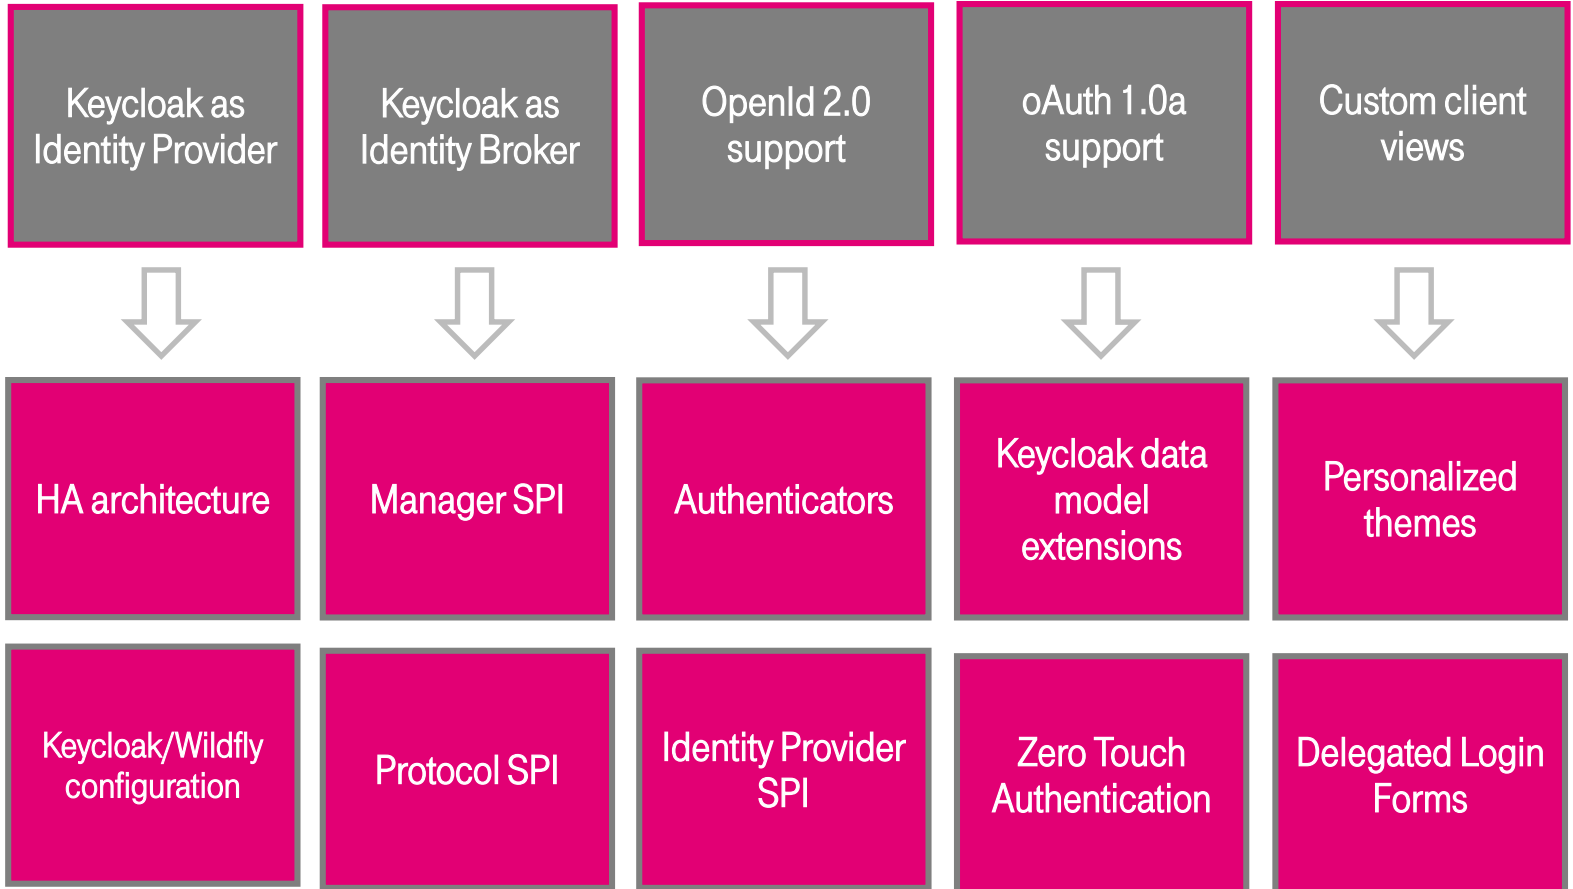 Keycloak as
Identity Provider
Keycloak as
Identity Broker
OpenId 2.0
support
oAuth 1.0a
support
Custom client
views
HA architecture
Manager SPI
Authenticators
Keycloak data
model
extensions
Personalized
themes
Keycloak/Wildfly
configuration
Protocol SPI
Identity Provider
SPI
Zero Touch
Authentication
Delegated Login
Forms